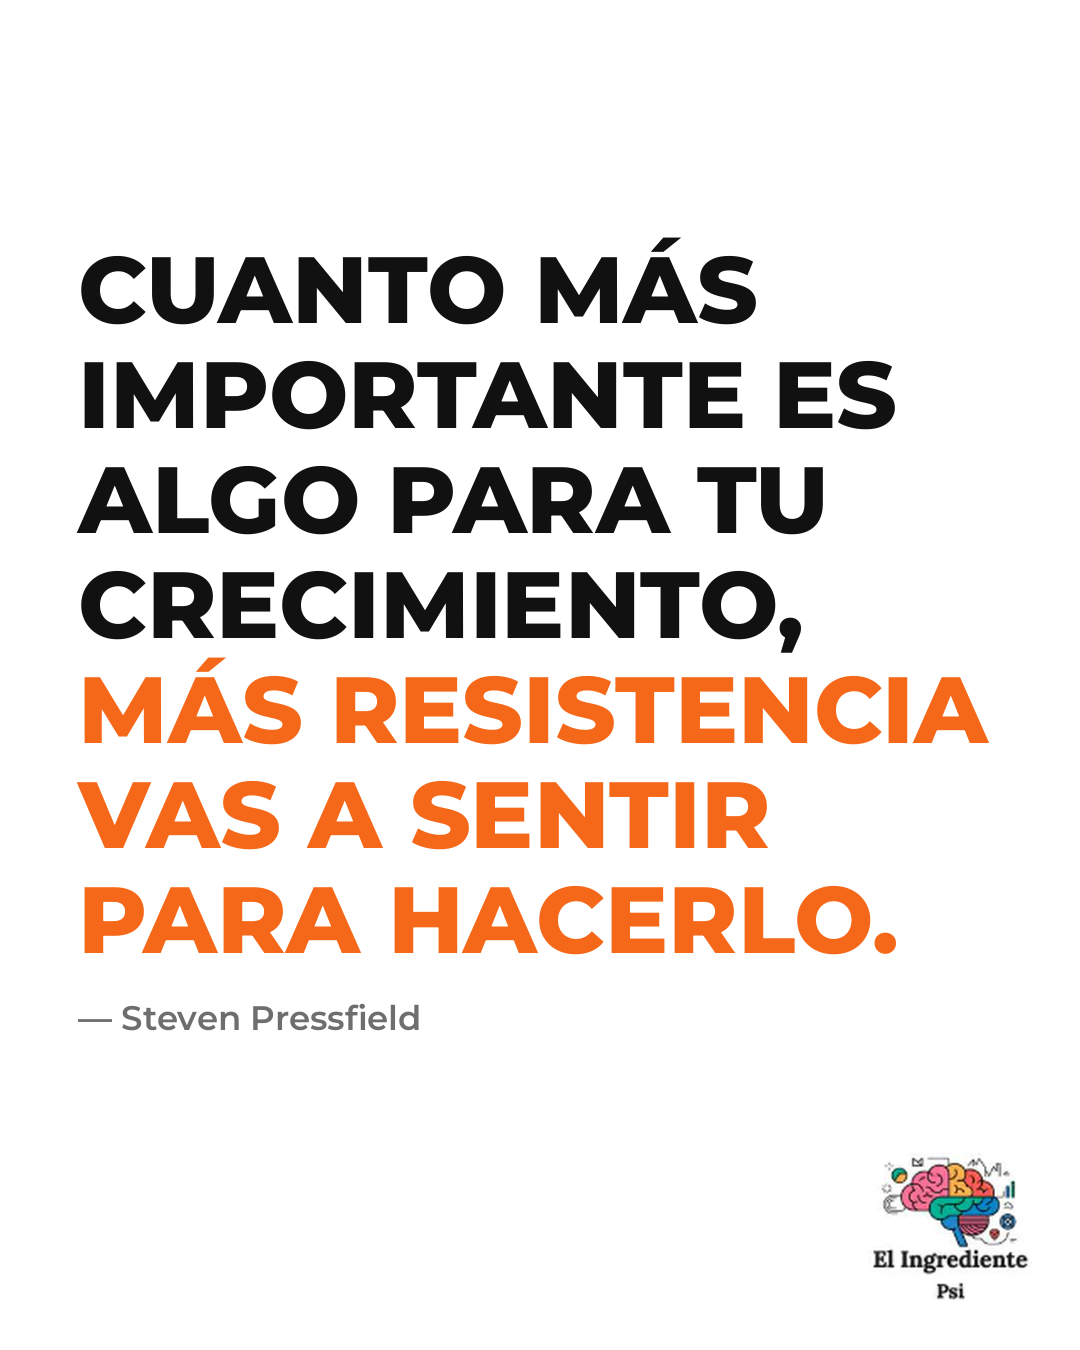 CUANTO MÁS
IMPORTANTE ES
ALGO PARA TU
CRECIMIENTO,
MÁS RESISTENCIA
VAS A SENTIR
PARA HACERLO.
— Steven Pressfield
El Ingrediente
Psi